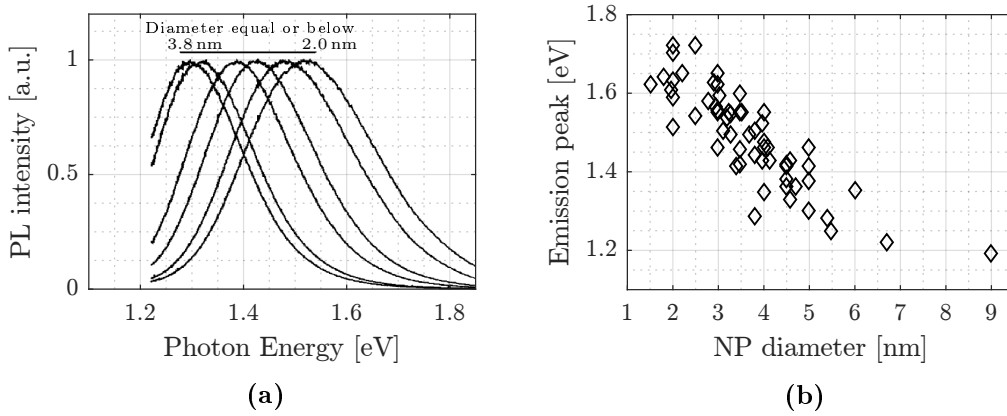 Diameter equal or below
3.8 nm 2.0 nm
1
0.5
0
PL intensity [a.u.]
1.2 1.4 1.6 1.8
Photon Energy [eV]
(a)
1.8
1.6
1.4
1.2
Emission peak [eV]
1 2 3 4 5 6 7 8 9
NP diameter [nm]
(b)